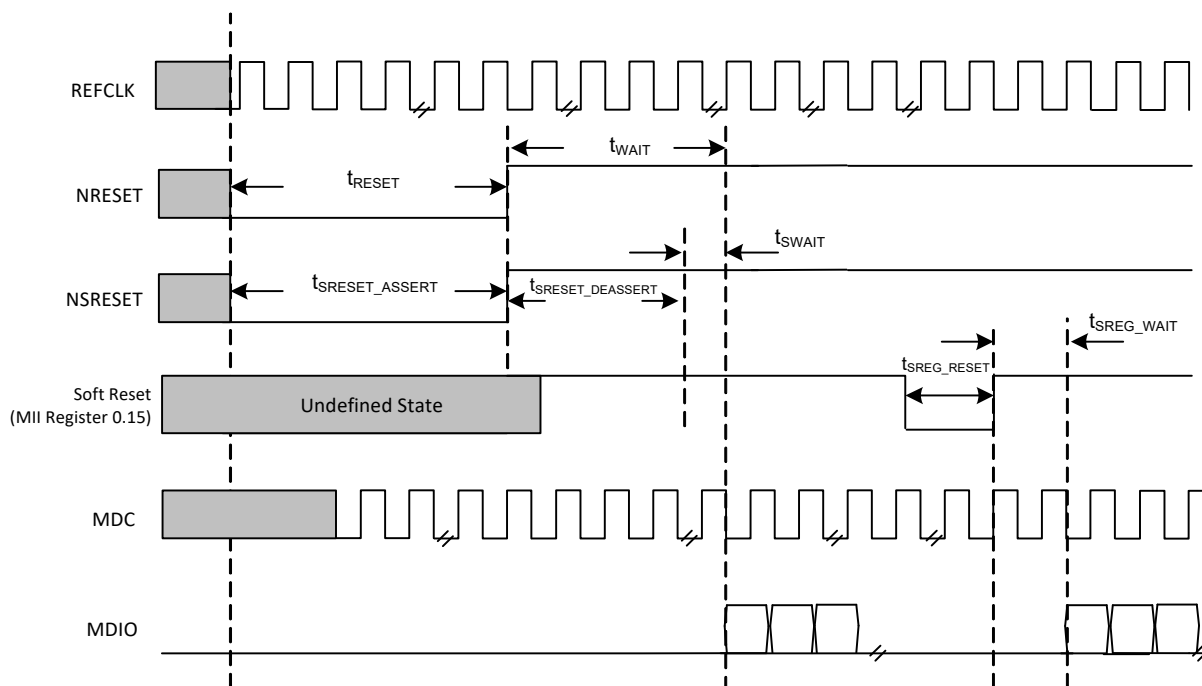 REFCLK
tWAIT
tRESET
NRESET
tSWAIT
tSRESET_ASSERT
tSRESET_DEASSERT
NSRESET
tSREG_WAIT
tSREG_RESET
Soft Reset
(MII Register 0.15)
Undefined State
MDC
MDIO